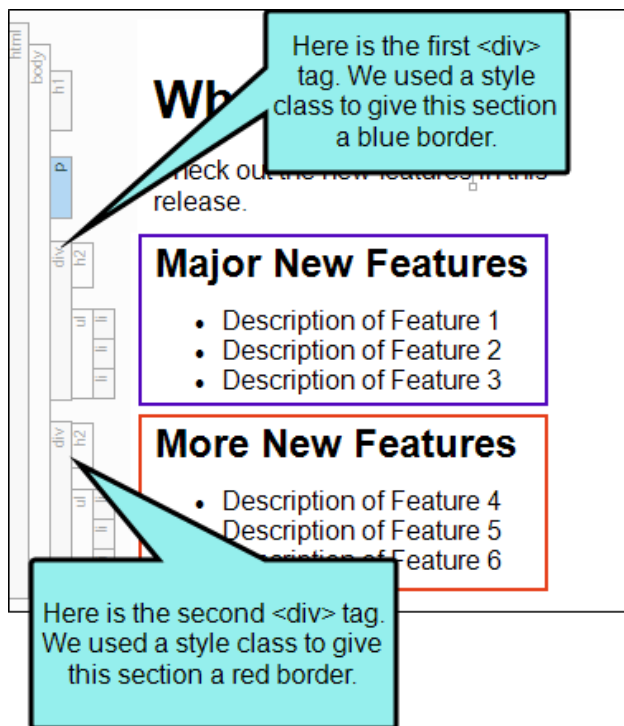 html
body
h1
Wh
Here is the first <div>
tag. We used a style
class to give this section
a blue border.
p
heck out the new features in this
release.
div
h2
Major New Features
ul
li
li
li
• Description of Feature 1
• Description of Feature 2
• Description of Feature 3
div
h2
More New Features
ul
li
li
• Description of Feature 4
Description of Feature 5
Description of Feature 6
Here is the second <div> tag.
We used a style class to give
this section a red border.